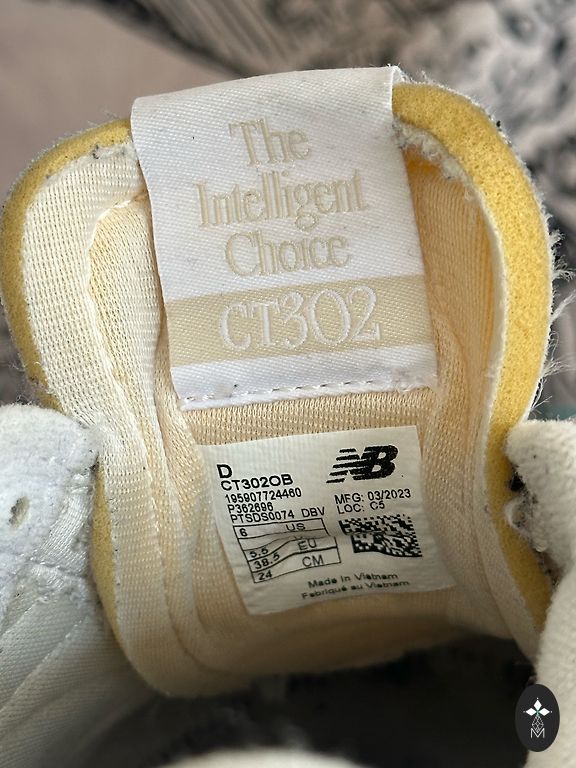 The
Intelligent
Choice
CT302
D
CT302OB
195907724460
P362696
PTSDS0074 DBV
NB
MFG: 03/2023
LOC: C5
6 US
5.5
38.5 EU
24 CM
Made in Vietnam
Fabriqué au Vietnam
M